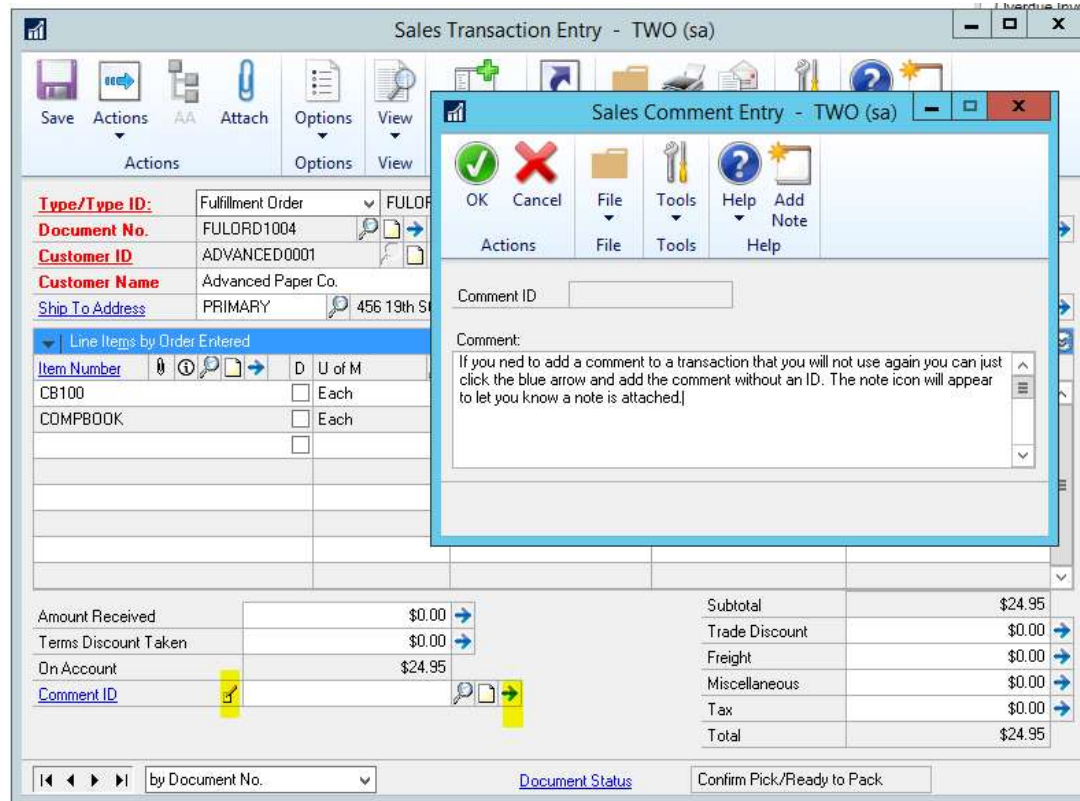 Sales Transaction Entry - TWO (sa)
Save Actions AA Attach Options View
Actions Options View
Type/Type ID: Fulfillment Order FULOR
Document No. FULORD1004
Customer ID ADVANCED0001
Customer Name Advanced Paper Co.
Ship To Address PRIMARY 456 19th S
Line Items by Order Entered
Item Number D U of M
CB100 Each
COMPBOOK Each
Sales Comment Entry - TWO (sa)
OK Cancel File Tools Help Add Note
Actions File Tools Help
Comment ID
Comment:
If you ned to add a comment to a transaction that you will not use again you can just
click the blue arrow and add the comment without an ID. The note icon will appear
to let you know a note is attached.
Amount Received $0.00
Terms Discount Taken $0.00
On Account $24.95
Comment ID
Subtotal $24.95
Trade Discount $0.00
Freight $0.00
Miscellaneous $0.00
Tax $0.00
Total $24.95
by Document No. Document Status Confirm Pick/Ready to Pack